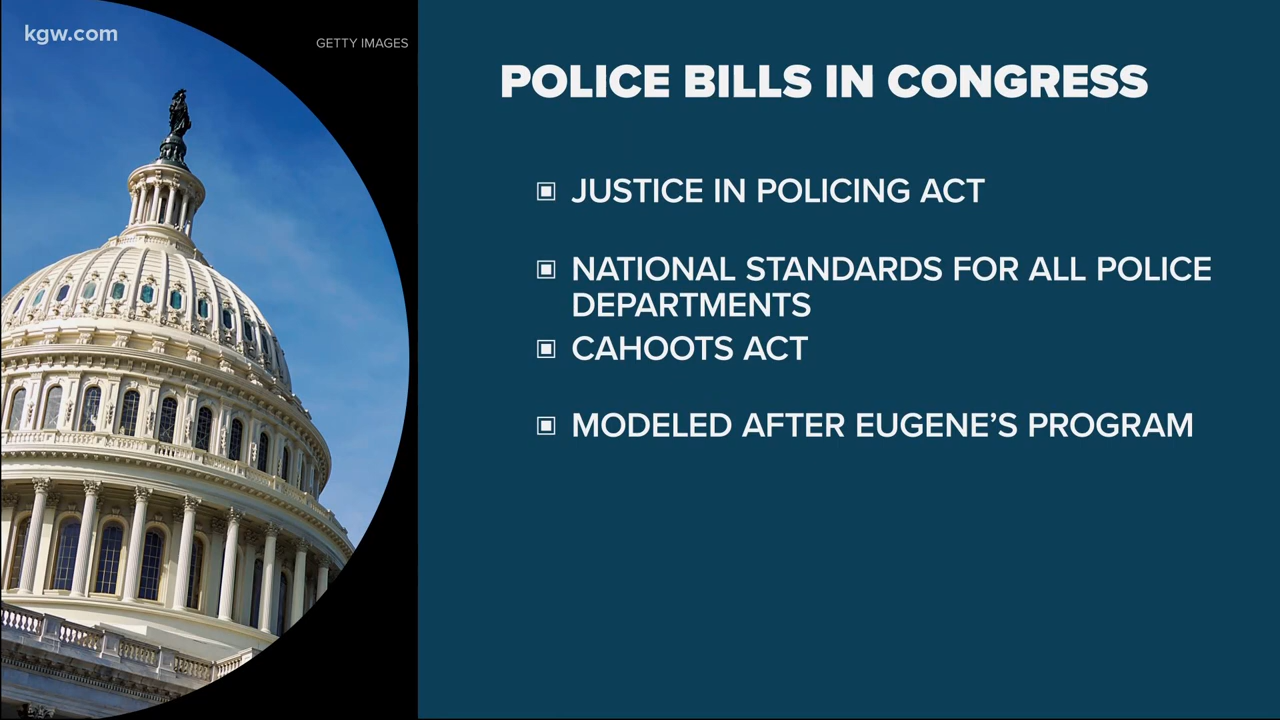 kgw.com
GETTY IMAGES
POLICE BILLS IN CONGRESS
▣ JUSTICE IN POLICING ACT
▣ NATIONAL STANDARDS FOR ALL POLICE
DEPARTMENTS
▣ CAHOOTS ACT
▣ MODELED AFTER EUGENE’S PROGRAM